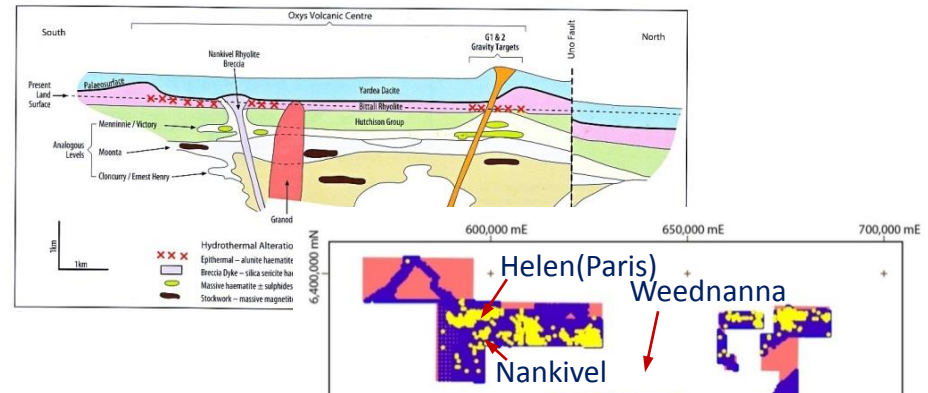 Oxys Volcanic Centre
South
North
Nankivel Rhyolite
Breccia
G1 & 2
Gravity Targets
Uno Fault
Palaeosurface
Present
Land
Surface
Yardea Dacite
Bittali Rhyolite
Hutchison Group
Analogous
Levels
Menninnie / Victory
Moonta
Cloncurry / Ernest Henry
Granod
1km
1km
Hydrothermal Alteratio
Epithermal – alunite haematite
Breccia Dyke – silica sericite hae
Massive haematite ± sulphides
Stockwork – massive magnetit
600,000 mE
650,000 mE
700,000 mE
6,400,000 mN
Helen(Paris)
Weednanna
Nankivel